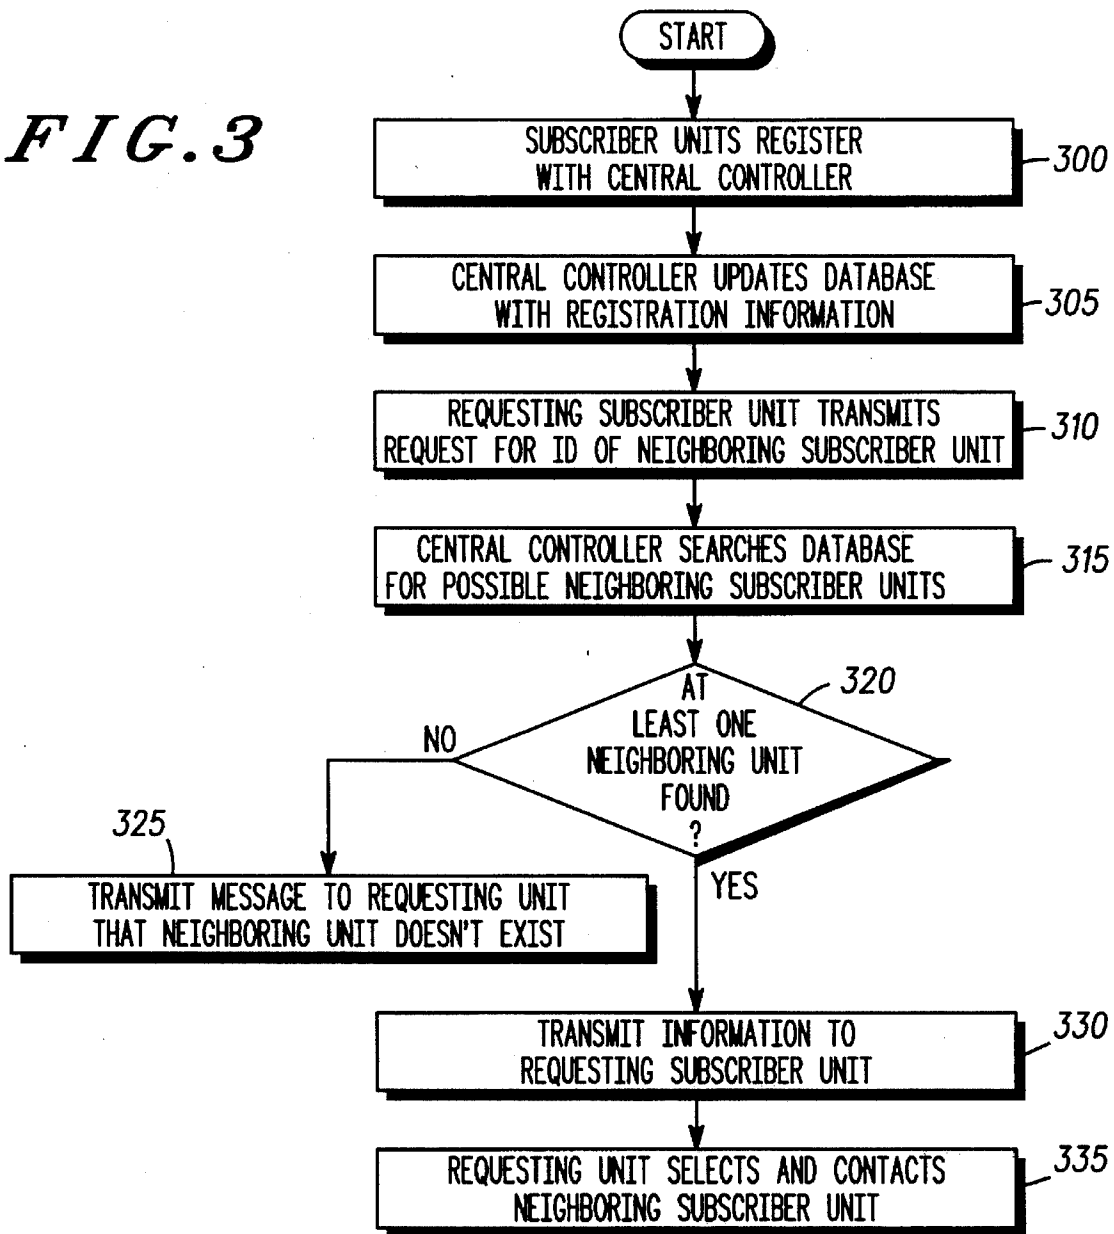 START
FIG.3
SUBSCRIBER UNITS REGISTER
WITH CENTRAL CONTROLLER
300
CENTRAL CONTROLLER UPDATES DATABASE
WITH REGISTRATION INFORMATION
305
REQUESTING SUBSCRIBER UNIT TRANSMITS
REQUEST FOR ID OF NEIGHBORING SUBSCRIBER UNIT
310
CENTRAL CONTROLLER SEARCHES DATABASE
FOR POSSIBLE NEIGHBORING SUBSCRIBER UNITS
315
AT
LEAST ONE
NEIGHBORING UNIT
FOUND
?
320
NO
325
TRANSMIT MESSAGE TO REQUESTING UNIT
THAT NEIGHBORING UNIT DOESN'T EXIST
YES
TRANSMIT INFORMATION TO
REQUESTING SUBSCRIBER UNIT
330
REQUESTING UNIT SELECTS AND CONTACTS
NEIGHBORING SUBSCRIBER UNIT
335